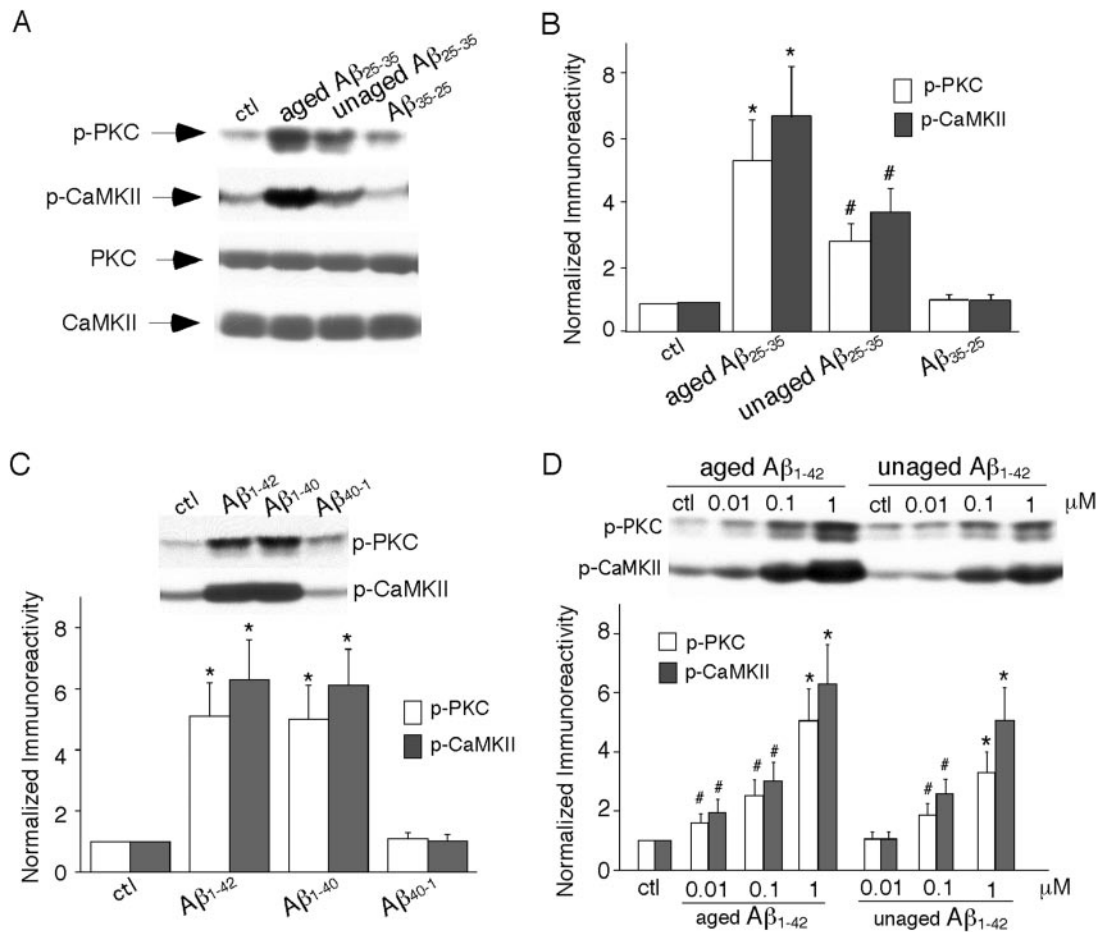 A
ctl
aged Aβ25-35
unaged Aβ25-35
Aβ35-25
p-PKC
p-CaMKII
PKC
CaMKII
B
Normalized Immunoreactivity
8
6
4
2
0
* * # #
p-PKC
p-CaMKII
ctl
aged Aβ25-35
unaged Aβ25-35
Aβ35-25
C
ctl
Aβ1-42
Aβ1-40
Aβ40-1
p-PKC
p-CaMKII
Normalized Immunoreactivity
8
6
4
2
0
* * * *
p-PKC
p-CaMKII
ctl
Aβ1-42
Aβ1-40
Aβ40-1
D
aged Aβ1-42 unaged Aβ1-42
ctl 0.01 0.1 1 ctl 0.01 0.1 1 μM
p-PKC
p-CaMKII
Normalized Immunoreactivity
8
6
4
2
0
p-PKC
p-CaMKII
# # # # * * # # * *
ctl 0.01 0.1 1 0.01 0.1 1 μM
aged Aβ1-42 unaged Aβ1-42